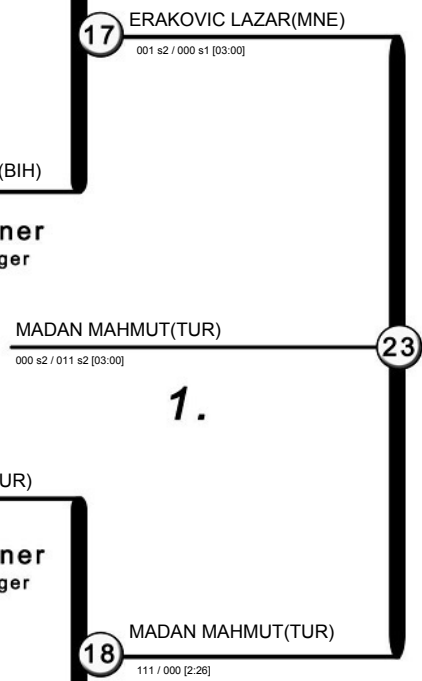 17
ERAKOVIC LAZAR(MNE)
001 s2 / 000 s1 [03:00]
(BIH)
ner
ger
MADAN MAHMUT(TUR)
23
000 s2 / 011 s2 [03:00]
1.
UR)
ner
ger
18
MADAN MAHMUT(TUR)
111 / 000 [2:26]